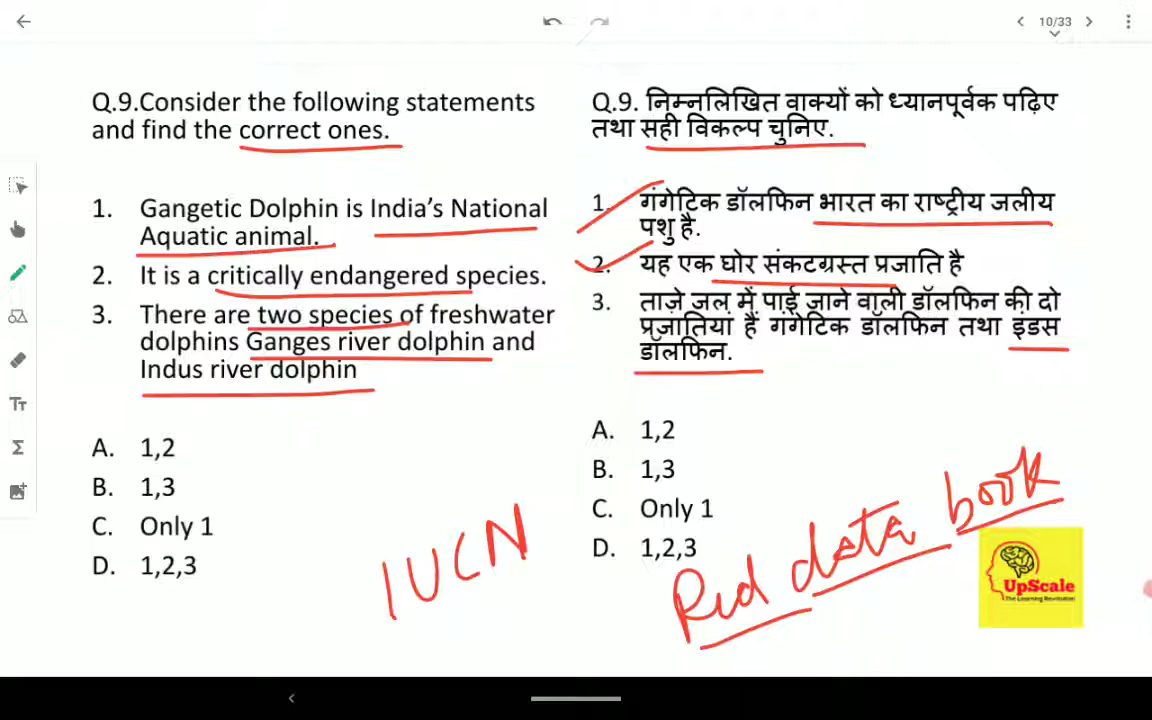 10/33
Q.9.Consider the following statements
and find the correct ones.
1. Gangetic Dolphin is India's National
Aquatic animal.
2. It is a critically endangered species.
3. There are two species of freshwater
dolphins Ganges river dolphin and
Indus river dolphin
A. 1,2
B. 1,3
C. Only 1
D. 1,2,3
Q.9. निम्नलिखित वाक्यों को ध्यानपूर्वक पढ़िए
तथा सही विकल्प चुनिए.
1. गंगेटिक डॉलफिन भारत का राष्ट्रीय जलीय
पशु है.
2. यह एक घोर संकटग्रस्त प्रजाति है
3. ताज़े जल में पाई जाने वाली डॉलफिन की दो
प्रजातियां हैं गंगेटिक डॉलफिन तथा इंडस
डॉलफिन.
A. 1,2
B. 1,3
C. Only 1
D. 1,2,3
IUCN
Red data book
UpScale
The Learning Revolution
Tт
Σ